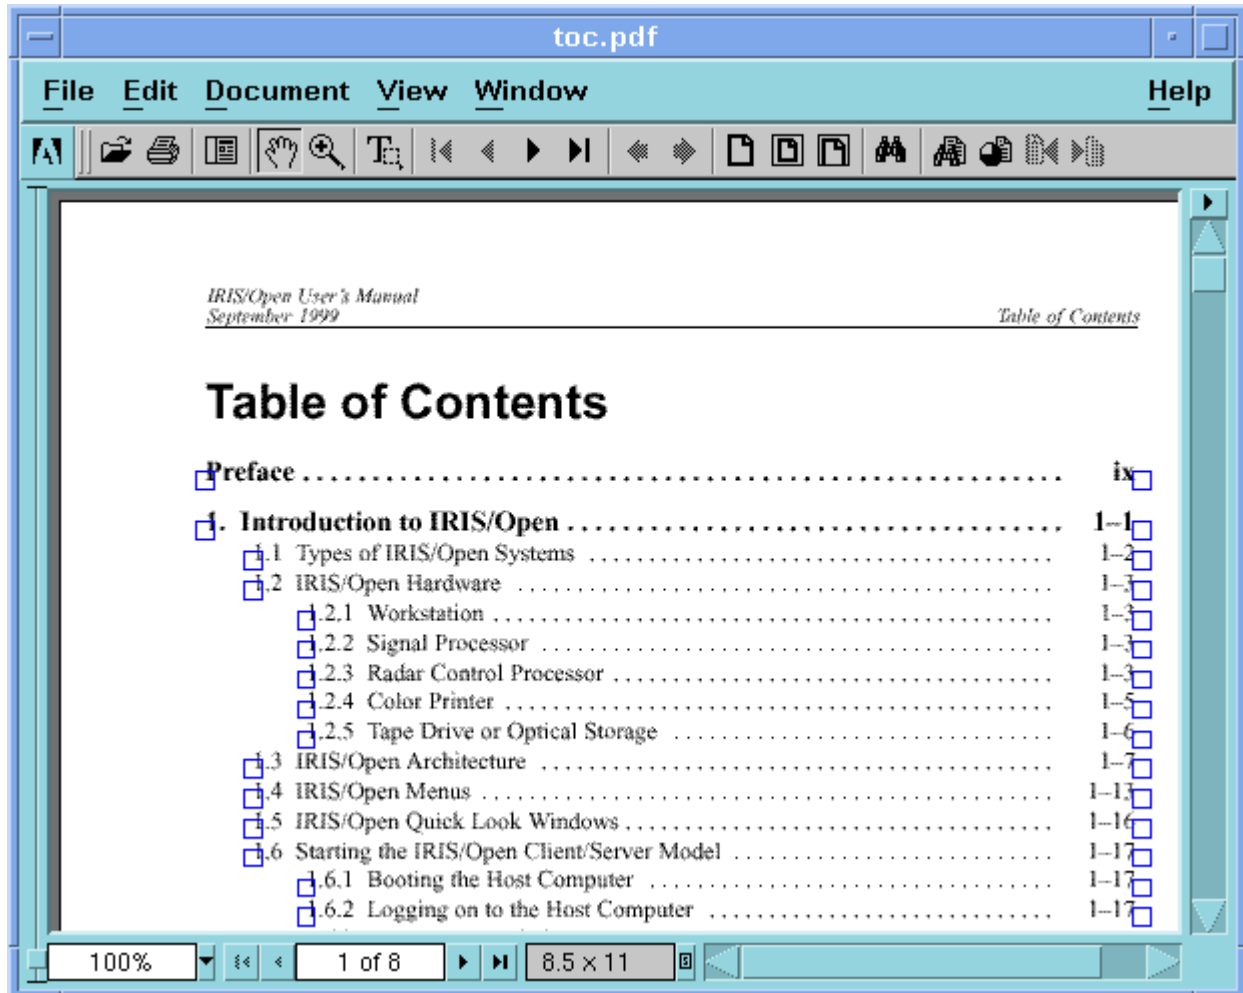 toc.pdf
File Edit Document View Window Help
IRIS/Open User's Manual
September 1999 Table of Contents
Table of Contents
Preface . . . . . . . . . . . . . . . . . . . . . . . . . . . . . . . . . . . . . . . . ix
1. Introduction to IRIS/Open . . . . . . . . . . . . . . . . . . . . . . . . . . . . 1–1
1.1 Types of IRIS/Open Systems . . . . . . . . . . . . . . . . . . . . . . . . . . . . 1–2
1.2 IRIS/Open Hardware . . . . . . . . . . . . . . . . . . . . . . . . . . . . 1–3
1.2.1 Workstation . . . . . . . . . . . . . . . . . . . . . . . . . . . . 1–3
1.2.2 Signal Processor . . . . . . . . . . . . . . . . . . . . . . . . . . . . 1–3
1.2.3 Radar Control Processor . . . . . . . . . . . . . . . . . . . . . . . . . . . . 1–3
1.2.4 Color Printer . . . . . . . . . . . . . . . . . . . . . . . . . . . . 1–5
1.2.5 Tape Drive or Optical Storage . . . . . . . . . . . . . . . . . . . . . . . . 1–6
1.3 IRIS/Open Architecture . . . . . . . . . . . . . . . . . . . . . . . . . . . . 1–7
1.4 IRIS/Open Menus . . . . . . . . . . . . . . . . . . . . . . . . . . . . 1–13
1.5 IRIS/Open Quick Look Windows . . . . . . . . . . . . . . . . . . . . . . . . 1–16
1.6 Starting the IRIS/Open Client/Server Model . . . . . . . . . . . . . . . . . . . . 1–17
1.6.1 Booting the Host Computer . . . . . . . . . . . . . . . . . . . . . . . . 1–17
1.6.2 Logging on to the Host Computer . . . . . . . . . . . . . . . . . . . . 1–17
100% 1 of 8 8.5 × 11